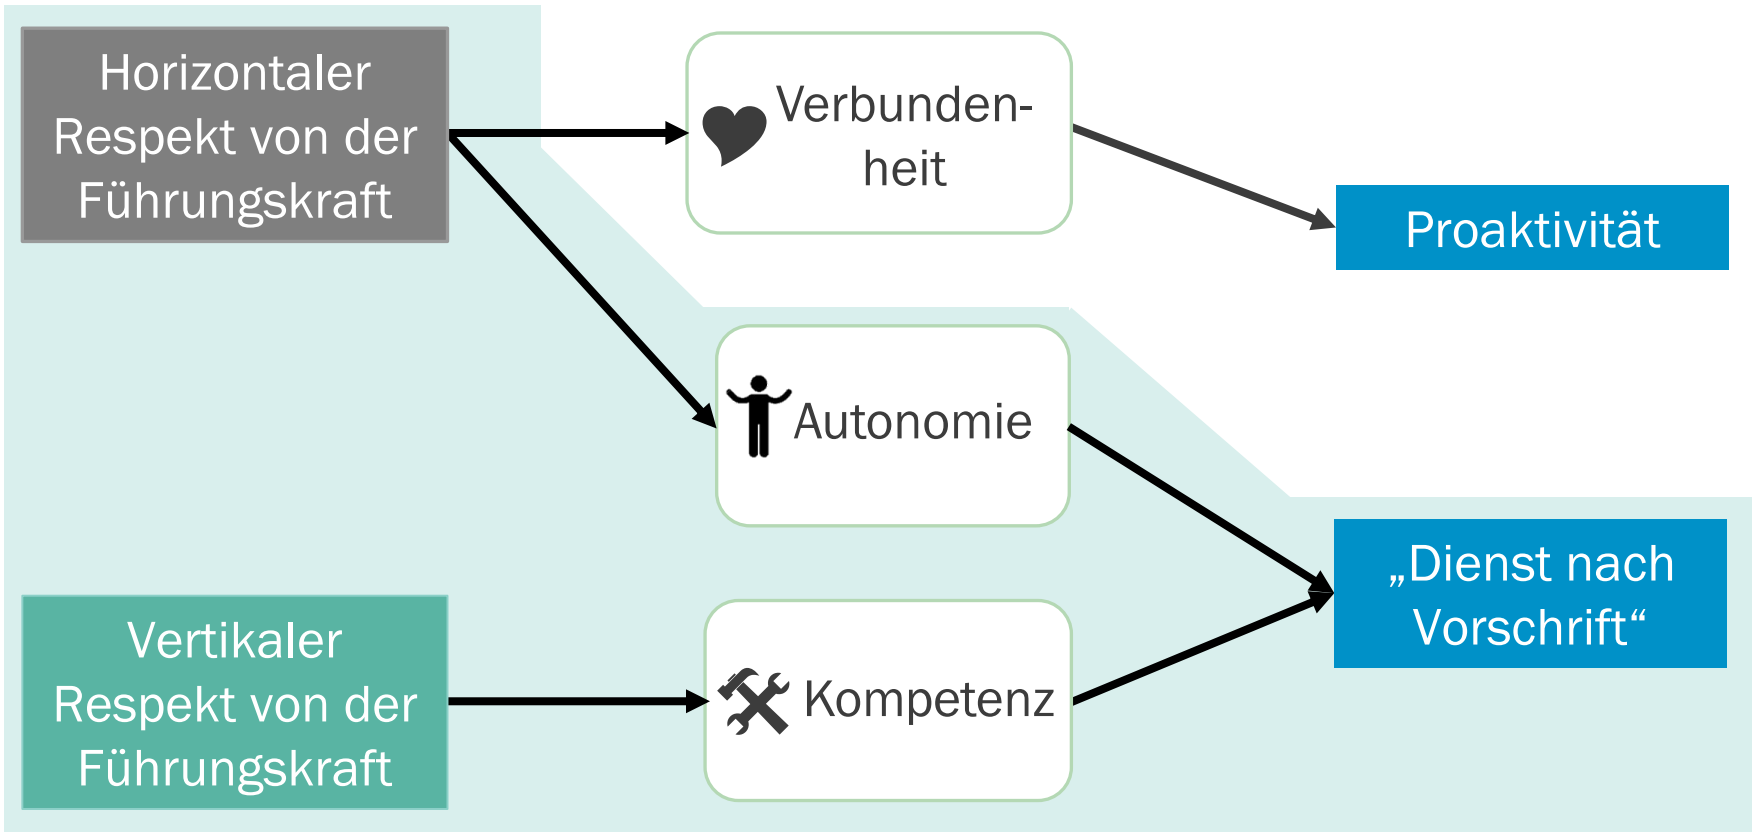 Horizontaler
Respekt von der
Führungskraft
Verbunden-
heit
Proaktivität
Autonomie
„Dienst nach
Vorschrift“
Vertikaler
Respekt von der
Führungskraft
Kompetenz